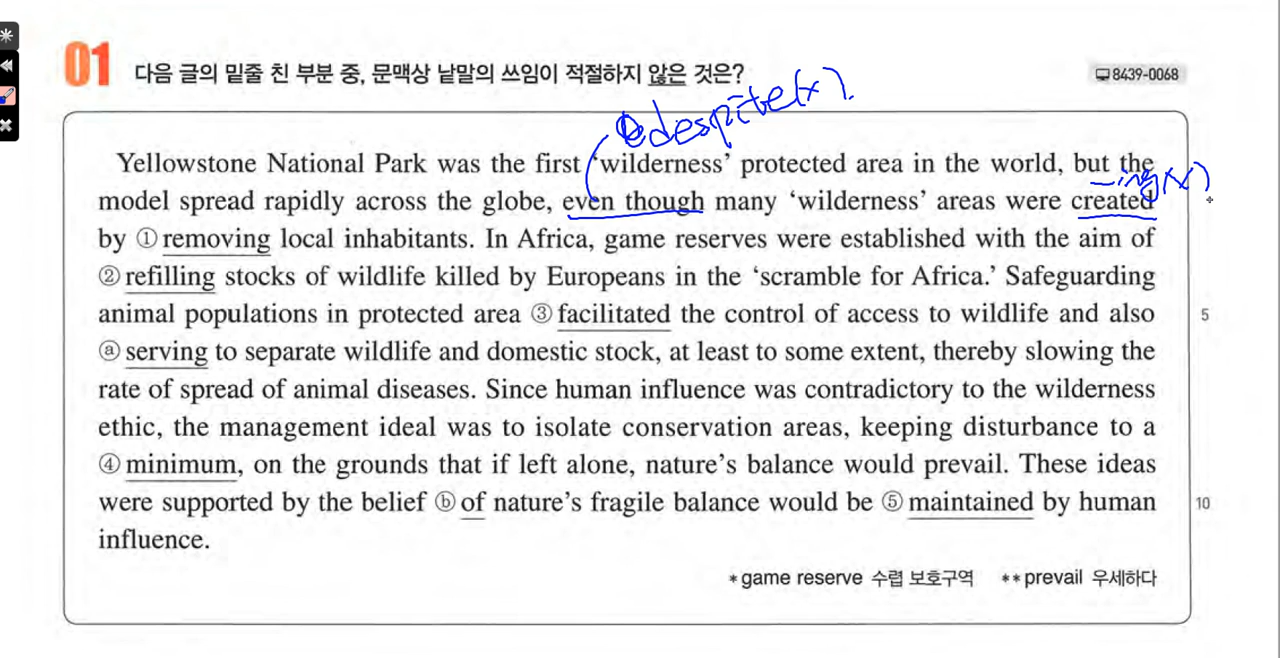 01 다음 글의 밑줄 친 부분 중, 문맥상 낱말의 쓰임이 적절하지 않은 것은?
8439-0068
despite(x).
Yellowstone National Park was the first 'wilderness' protected area in the world, but the
-ing(x)
model spread rapidly across the globe, even though many 'wilderness' areas were created
by ① removing local inhabitants. In Africa, game reserves were established with the aim of
② refilling stocks of wildlife killed by Europeans in the 'scramble for Africa.' Safeguarding
animal populations in protected area ③ facilitated the control of access to wildlife and also 5
ⓐ serving to separate wildlife and domestic stock, at least to some extent, thereby slowing the
rate of spread of animal diseases. Since human influence was contradictory to the wilderness
ethic, the management ideal was to isolate conservation areas, keeping disturbance to a
④ minimum, on the grounds that if left alone, nature's balance would prevail. These ideas
were supported by the belief ⓑ of nature's fragile balance would be ⑤ maintained by human 10
influence.
*game reserve 수렵 보호구역 **prevail 우세하다